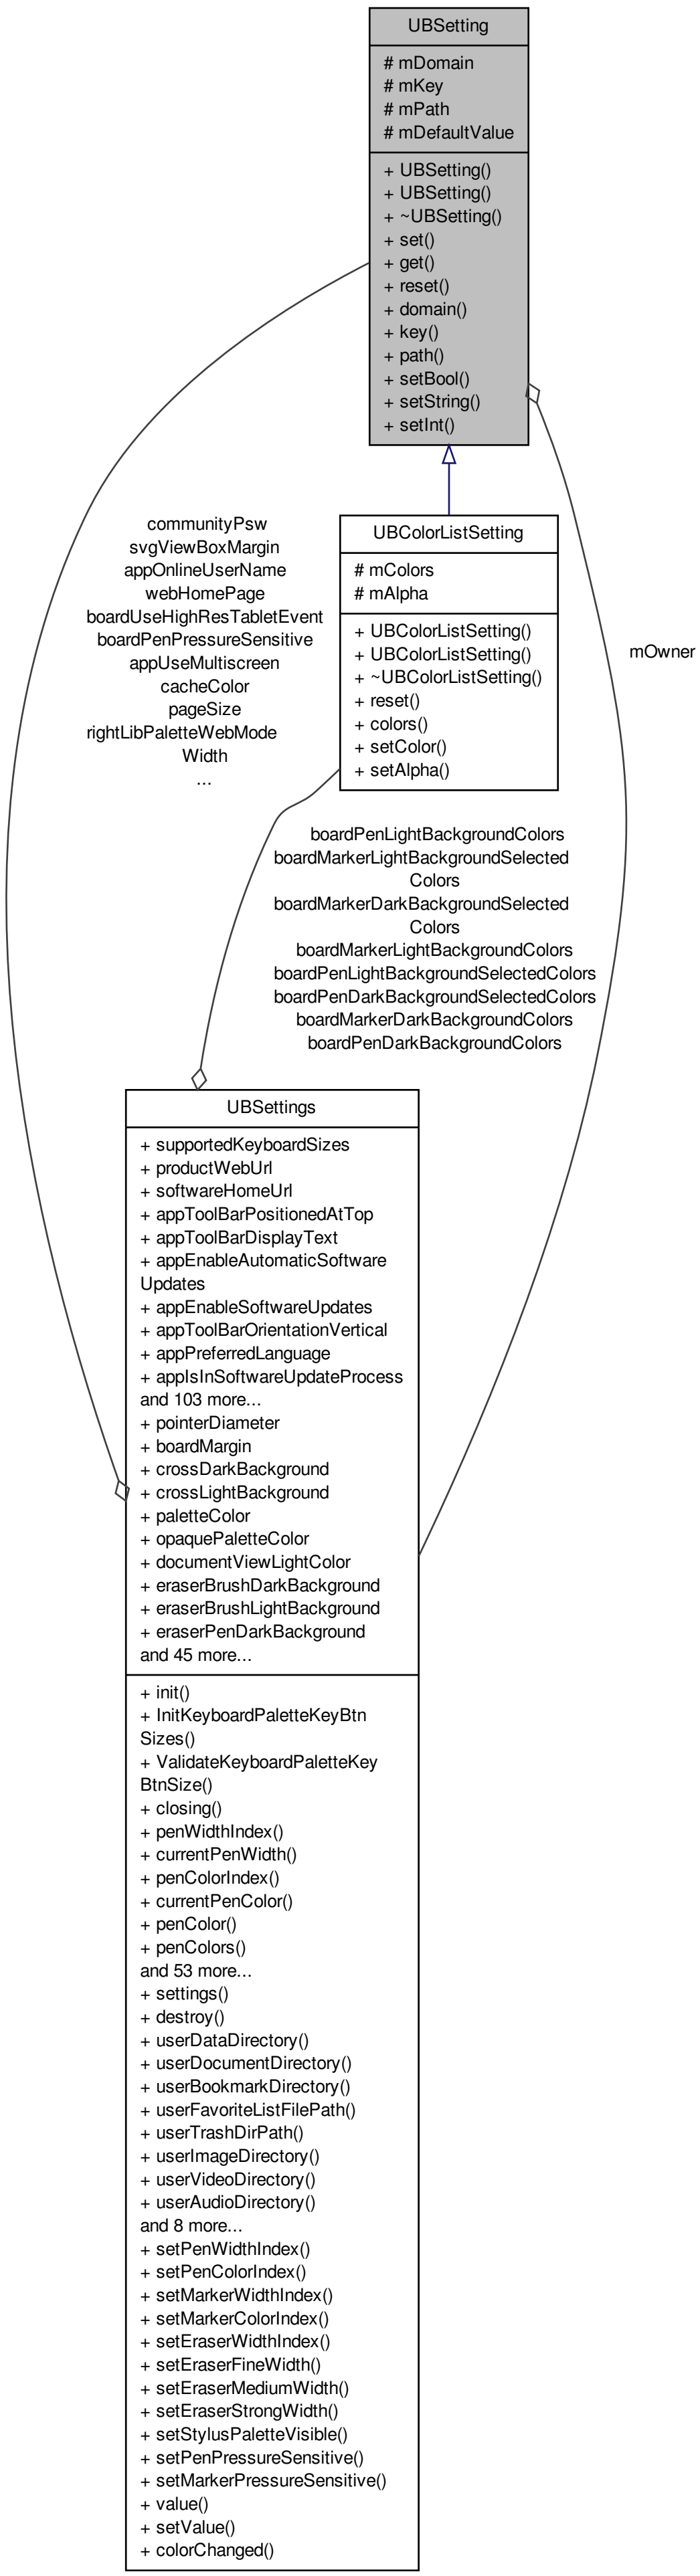 UBSetting
# mDomain
# mKey
# mPath
# mDefaultValue
+ UBSetting()
+ UBSetting()
+ ~UBSetting()
+ set()
+ get()
+ reset()
+ domain()
+ key()
+ path()
+ setBool()
+ setString()
+ setInt()
communityPsw
svgViewBoxMargin
appOnlineUserName
webHomePage
boardUseHighResTabletEvent
boardPenPressureSensitive
appUseMultiscreen
cacheColor
pageSize
rightLibPaletteWebMode
Width
...
UBColorListSetting
# mColors
# mAlpha
+ UBColorListSetting()
+ UBColorListSetting()
+ ~UBColorListSetting()
+ reset()
+ colors()
+ setColor()
+ setAlpha()
mOwner
boardPenLightBackgroundColors
boardMarkerLightBackgroundSelected
Colors
boardMarkerDarkBackgroundSelected
Colors
boardMarkerLightBackgroundColors
boardPenLightBackgroundSelectedColors
boardPenDarkBackgroundSelectedColors
boardMarkerDarkBackgroundColors
boardPenDarkBackgroundColors
UBSettings
+ supportedKeyboardSizes
+ productWebUrl
+ softwareHomeUrl
+ appToolBarPositionedAtTop
+ appToolBarDisplayText
+ appEnableAutomaticSoftware
Updates
+ appEnableSoftwareUpdates
+ appToolBarOrientationVertical
+ appPreferredLanguage
+ appIsInSoftwareUpdateProcess
and 103 more...
+ pointerDiameter
+ boardMargin
+ crossDarkBackground
+ crossLightBackground
+ paletteColor
+ opaquePaletteColor
+ documentViewLightColor
+ eraserBrushDarkBackground
+ eraserBrushLightBackground
+ eraserPenDarkBackground
and 45 more...
+ init()
+ InitKeyboardPaletteKeyBtn
Sizes()
+ ValidateKeyboardPaletteKey
BtnSize()
+ closing()
+ penWidthIndex()
+ currentPenWidth()
+ penColorIndex()
+ currentPenColor()
+ penColor()
+ penColors()
and 53 more...
+ settings()
+ destroy()
+ userDataDirectory()
+ userDocumentDirectory()
+ userBookmarkDirectory()
+ userFavoriteListFilePath()
+ userTrashDirPath()
+ userImageDirectory()
+ userVideoDirectory()
+ userAudioDirectory()
and 8 more...
+ setPenWidthIndex()
+ setPenColorIndex()
+ setMarkerWidthIndex()
+ setMarkerColorIndex()
+ setEraserWidthIndex()
+ setEraserFineWidth()
+ setEraserMediumWidth()
+ setEraserStrongWidth()
+ setStylusPaletteVisible()
+ setPenPressureSensitive()
+ setMarkerPressureSensitive()
+ value()
+ setValue()
+ colorChanged()